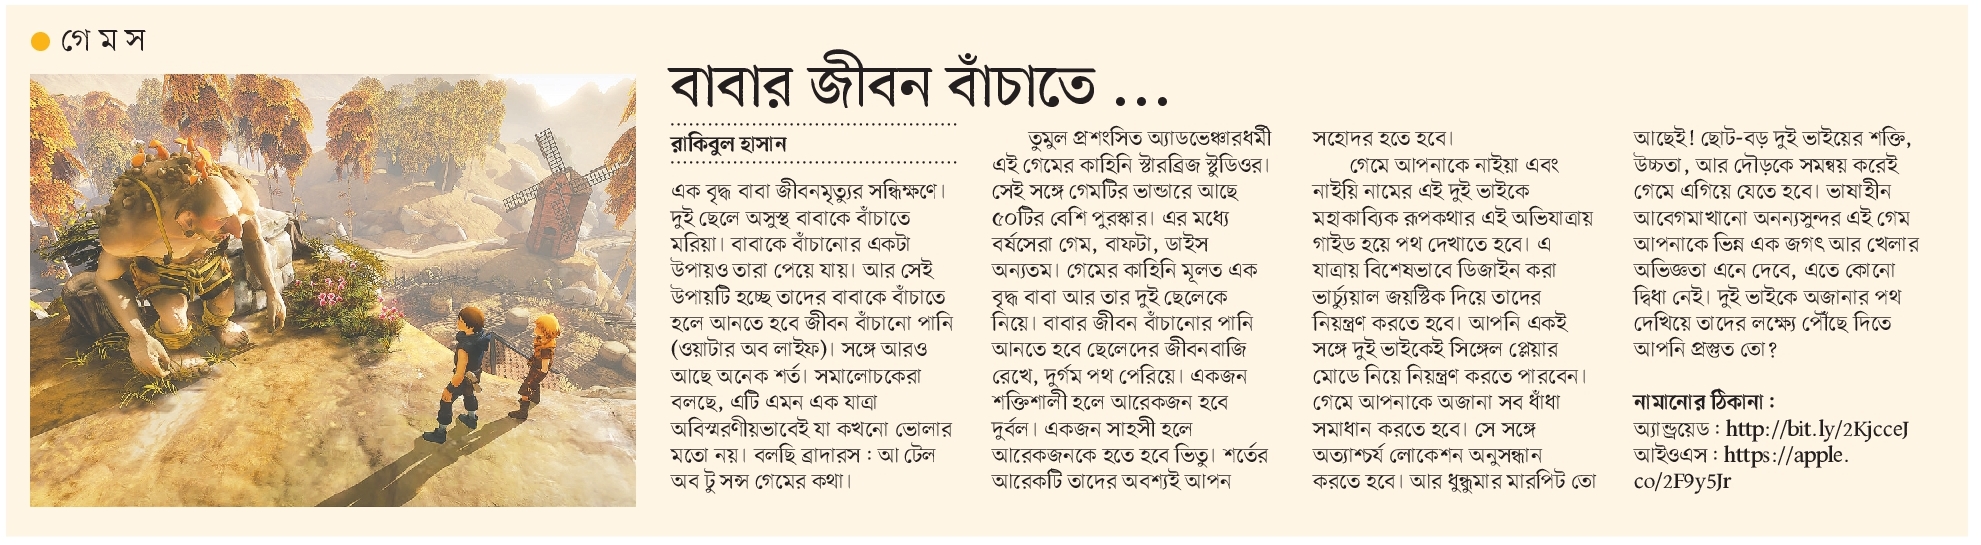 গেমস
বাবার জীবন বাঁচাতে ...
রাকিবুল হাসান
এক বৃদ্ধ বাবা জীবনমৃত্যুর সন্ধিক্ষণে।
দুই ছেলে অসুস্থ বাবাকে বাঁচাতে
মরিয়া। বাবাকে বাঁচানোর একটা
উপায়ও তারা পেয়ে যায়। আর সেই
উপায়টি হচ্ছে তাদের বাবাকে বাঁচাতে
হলে আনতে হবে জীবন বাঁচানো পানি
(ওয়াটার অব লাইফ)। সঙ্গে আরও
আছে অনেক শর্ত। সমালোচকেরা
বলছে, এটি এমন এক যাত্রা
অবিস্মরণীয়ভাবেই যা কখনো ভোলার
মতো নয়। বলছি ব্রাদারস : আ টেল
অব টু সন্স গেমের কথা।
তুমুল প্রশংসিত অ্যাডভেঞ্চারধর্মী
এই গেমের কাহিনি স্টারব্রিজ স্টুডিওর।
সেই সঙ্গে গেমটির ভান্ডারে আছে
৫০টির বেশি পুরস্কার। এর মধ্যে
বর্ষসেরা গেম, বাফটা, ডাইস
অন্যতম। গেমের কাহিনি মূলত এক
বৃদ্ধ বাবা আর তার দুই ছেলেকে
নিয়ে। বাবার জীবন বাঁচানোর পানি
আনতে হবে ছেলেদের জীবনবাজি
রেখে, দুর্গম পথ পেরিয়ে। একজন
শক্তিশালী হলে আরেকজন হবে
দুর্বল। একজন সাহসী হলে
আরেকজনকে হতে হবে ভিতু। শর্তের
আরেকটি তাদের অবশ্যই আপন
সহোদর হতে হবে।
গেমে আপনাকে নাইয়া এবং
নাইয়ি নামের এই দুই ভাইকে
মহাকাব্যিক রূপকথার এই অভিযাত্রায়
গাইড হয়ে পথ দেখাতে হবে। এ
যাত্রায় বিশেষভাবে ডিজাইন করা
ভার্চ্যুয়াল জয়স্টিক দিয়ে তাদের
নিয়ন্ত্রণ করতে হবে। আপনি একই
সঙ্গে দুই ভাইকেই সিঙ্গেল প্লেয়ার
মোডে নিয়ে নিয়ন্ত্রণ করতে পারবেন।
গেমে আপনাকে অজানা সব ধাঁধা
সমাধান করতে হবে। সে সঙ্গে
অত্যাশ্চর্য লোকেশন অনুসন্ধান
করতে হবে। আর ধুন্ধুমার মারপিট তো
আছেই! ছোট-বড় দুই ভাইয়ের শক্তি,
উচ্চতা, আর দৌড়কে সমন্বয় করেই
গেমে এগিয়ে যেতে হবে। ভাষাহীন
আবেগমাখানো অনন্যসুন্দর এই গেম
আপনাকে ভিন্ন এক জগৎ আর খেলার
অভিজ্ঞতা এনে দেবে, এতে কোনো
দ্বিধা নেই। দুই ভাইকে অজানার পথ
দেখিয়ে তাদের লক্ষ্যে পৌঁছে দিতে
আপনি প্রস্তুত তো?
নামানোর ঠিকানা :
অ্যান্ড্রয়েড : http://bit.ly/2KjcceJ
আইওএস : https://apple.
co/2F9y5Jr